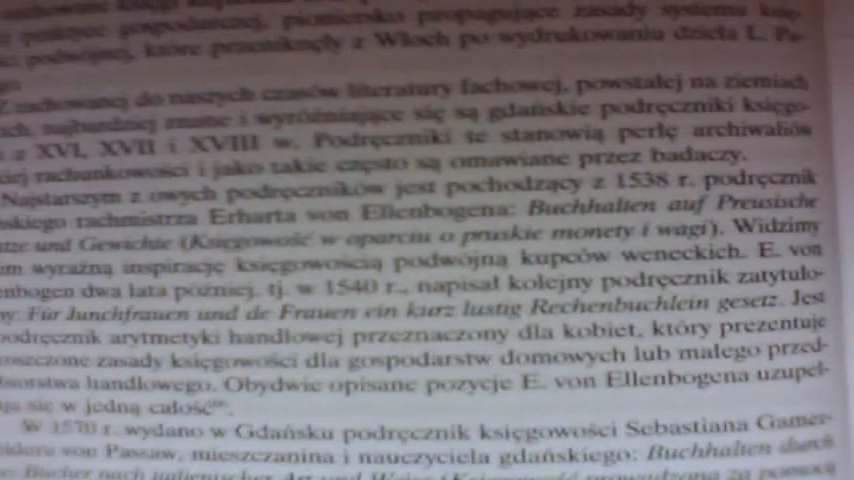 praktyce gospodarczej, pioniersko propagujące zasady systemu
podwójnej, które przeniknęły z Włoch po wydrukowaniu dzieła L. Pa-
Z zachowanej do naszych czasów literatury fachowej, powstałej na ziemiach
najbardziej znane i wyróżniające się są gdańskie podręczniki księgo-
z XVI, XVII i XVIII w. Podręczniki te stanowią perłę archiwaliów
rachunkowości i jako takie często są omawiane przez badaczy.
Najstarszym z owych podręczników jest pochodzący z 1538 r. podręcznik
rachmistrza Erharta von Ellenbogena: Buchhalten auf Preusische
und Gewichte (Księgowość w oparciu o pruskie monety i wagi). Widzimy
wyraźną inspirację księgowością podwójną kupców weneckich. E. von
dwa lata później, tj. w 1540 r., napisał kolejny podręcznik zatytuło-
Für Junchfrauen und de Frauen ein kurz lustig Rechenbuchlein gesetz. Jest
podręcznik arytmetyki handlowej przeznaczony dla kobiet, który prezentuje
zasady księgowości dla gospodarstw domowych lub małego przed-
handlowego. Obydwie opisane pozycje E. von Ellenbogena uzupeł-
się w jedną całość
W 1570 r. wydano w Gdańsku podręcznik księgowości Sebastiana Gamer-
von Passaw, mieszczanina i nauczyciela gdańskiego: Buchhalten durch
Bücher nach italienischer Art und